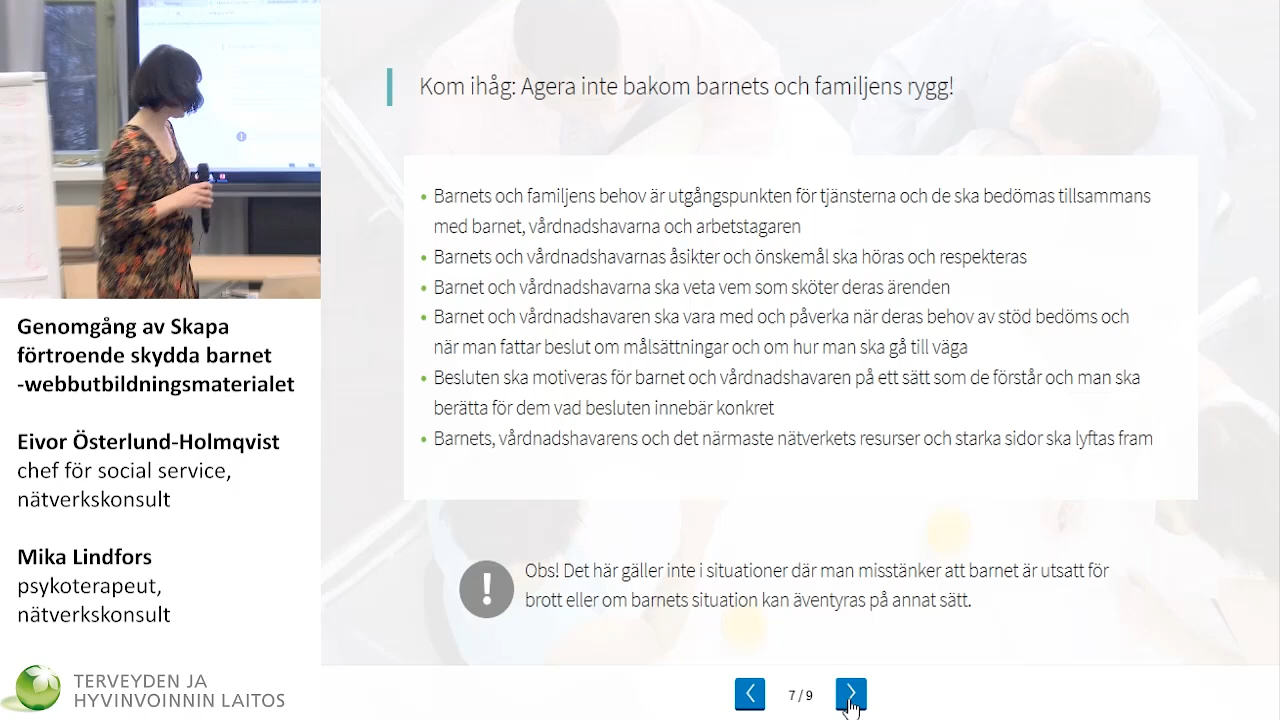 Kom ihåg: Agera inte bakom barnets och familjens rygg!
• Barnets och familjens behov är utgångspunkten för tjänsterna och de ska bedömas tillsammans
med barnet, vårdnadshavarna och arbetstagaren
• Barnets och vårdnadshavarnas åsikter och önskemål ska höras och respekteras
• Barnet och vårdnadshavarna ska veta vem som sköter deras ärenden
• Barnet och vårdnadshavaren ska vara med och påverka när deras behov av stöd bedöms och
när man fattar beslut om målsättningar och om hur man ska gå till väga
• Besluten ska motiveras för barnet och vårdnadshavaren på ett sätt som de förstår och man ska
berätta för dem vad besluten innebär konkret
• Barnets, vårdnadshavarens och det närmaste nätverkets resurser och starka sidor ska lyftas fram
!
Obs! Det här gäller inte i situationer där man misstänker att barnet är utsatt för
brott eller om barnets situation kan äventyras på annat sätt.
7 / 9
Genomgång av Skapa
förtroende skydda barnet
-webbutbildningsmaterialet
Eivor Österlund-Holmqvist
chef för social service,
nätverkskonsult
Mika Lindfors
psykoterapeut,
nätverkskonsult
TERVEYDEN JA
HYVINVOINNIN LAITOS